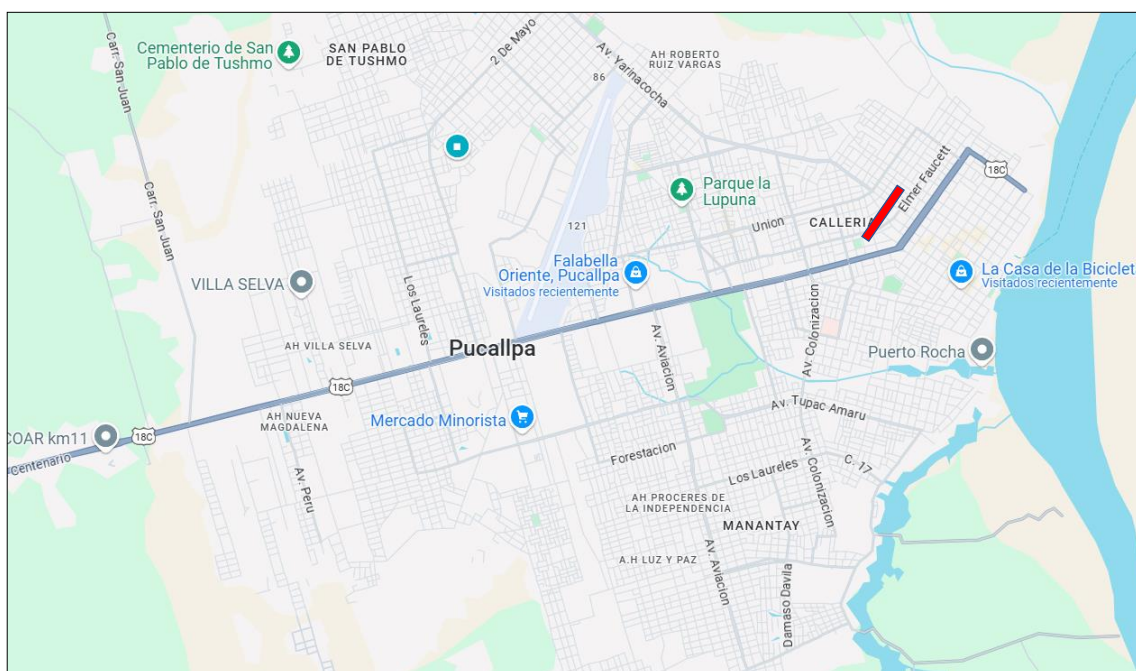 Cementerio de San
Pablo de Tushmo
SAN PABLO
DE TUSHMO
2 De Mayo
Av. Yarinacocha
AH ROBERTO
RUIZ VARGAS
86
Carr. San Juan
Carr. San Juan
Parque la
Lupuna
Elmer Faucett
18C
Union
CALLERIA
121
Falabella
Oriente, Pucallpa
Visitados recientemente
La Casa de la Biciclet
Visitados recientemente
VILLA SELVA
Los Laureles
AH VILLA SELVA
Pucallpa
Av. Aviacion
Av. Colonizacion
Puerto Rocha
18C
AH NUEVA
MAGDALENA
Mercado Minorista
Av. Tupac Amaru
COAR km11
18C
Centenario
Av. Peru
Forestacion
Los Laureles
C. 17
Av. Colonizacion
AH PROCERES DE
LA INDEPENDENCIA
MANANTAY
A.H LUZ Y PAZ
Av. Aviacion
Damaso Davila